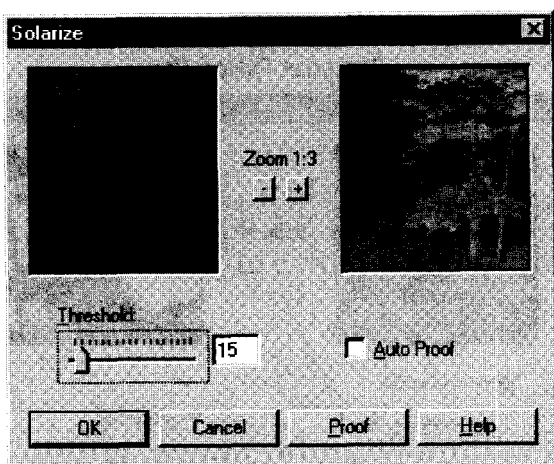 Solarize
Zoom 1:3
- +
Threshold:
15
Auto Proof
OK Cancel Proof Help